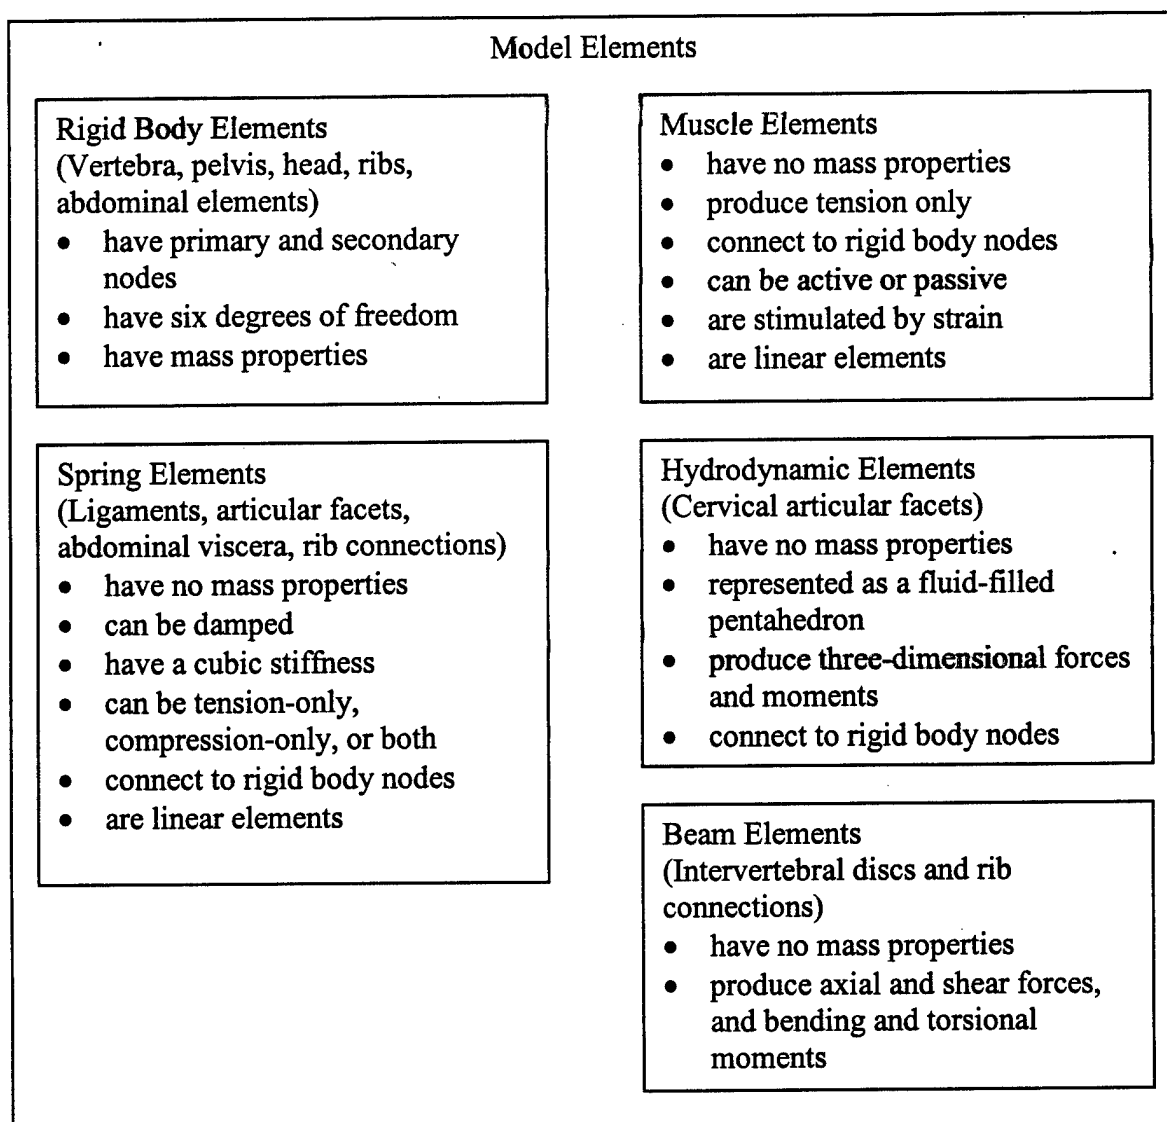 Model Elements
Rigid Body Elements
(Vertebra, pelvis, head, ribs,
abdominal elements)
• have primary and secondary
nodes
• have six degrees of freedom
• have mass properties
Spring Elements
(Ligaments, articular facets,
abdominal viscera, rib connections)
• have no mass properties
• can be damped
• have a cubic stiffness
• can be tension-only,
compression-only, or both
• connect to rigid body nodes
• are linear elements
Muscle Elements
• have no mass properties
• produce tension only
• connect to rigid body nodes
• can be active or passive
• are stimulated by strain
• are linear elements
Hydrodynamic Elements
(Cervical articular facets)
• have no mass properties
• represented as a fluid-filled
pentahedron
• produce three-dimensional forces
and moments
• connect to rigid body nodes
Beam Elements
(Intervertebral discs and rib
connections)
• have no mass properties
• produce axial and shear forces,
and bending and torsional
moments